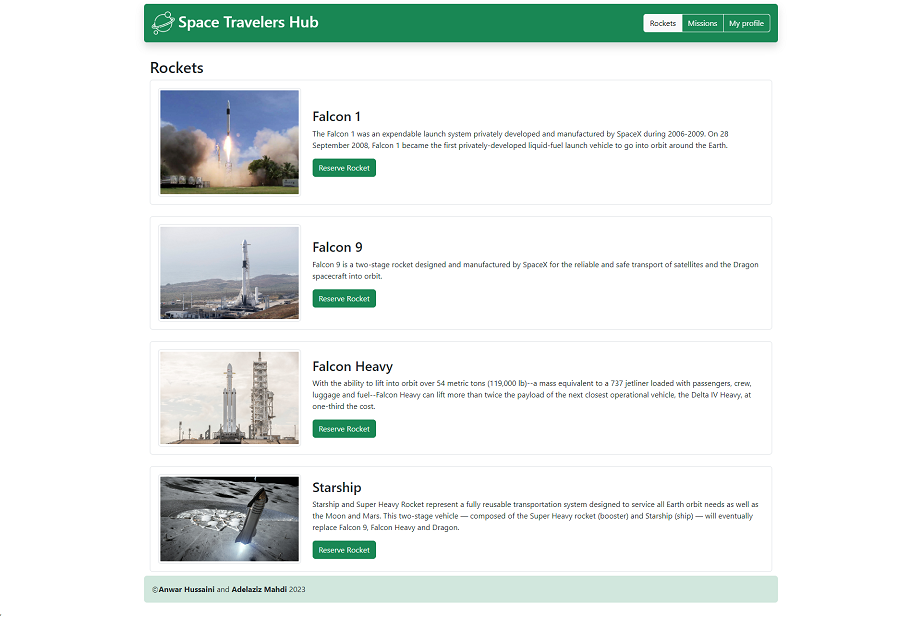 Space Travelers Hub
Rockets Missions My profile
Rockets
Falcon 1
The Falcon 1 was an expendable launch system privately developed and manufactured by SpaceX during 2006-2009. On 28
September 2008, Falcon 1 became the first privately-developed liquid-fuel launch vehicle to go into orbit around the Earth.
Reserve Rocket
Falcon 9
Falcon 9 is a two-stage rocket designed and manufactured by SpaceX for the reliable and safe transport of satellites and the Dragon
spacecraft into orbit.
Reserve Rocket
Falcon Heavy
With the ability to lift into orbit over 54 metric tons (119,000 lb)--a mass equivalent to a 737 jetliner loaded with passengers, crew,
luggage and fuel--Falcon Heavy can lift more than twice the payload of the next closest operational vehicle, the Delta IV Heavy, at
one-third the cost.
Reserve Rocket
Starship
Starship and Super Heavy Rocket represent a fully reusable transportation system designed to service all Earth orbit needs as well as
the Moon and Mars. This two-stage vehicle — composed of the Super Heavy rocket (booster) and Starship (ship) — will eventually
replace Falcon 9, Falcon Heavy and Dragon.
Reserve Rocket
©Anwar Hussaini and Adelaziz Mahdi 2023